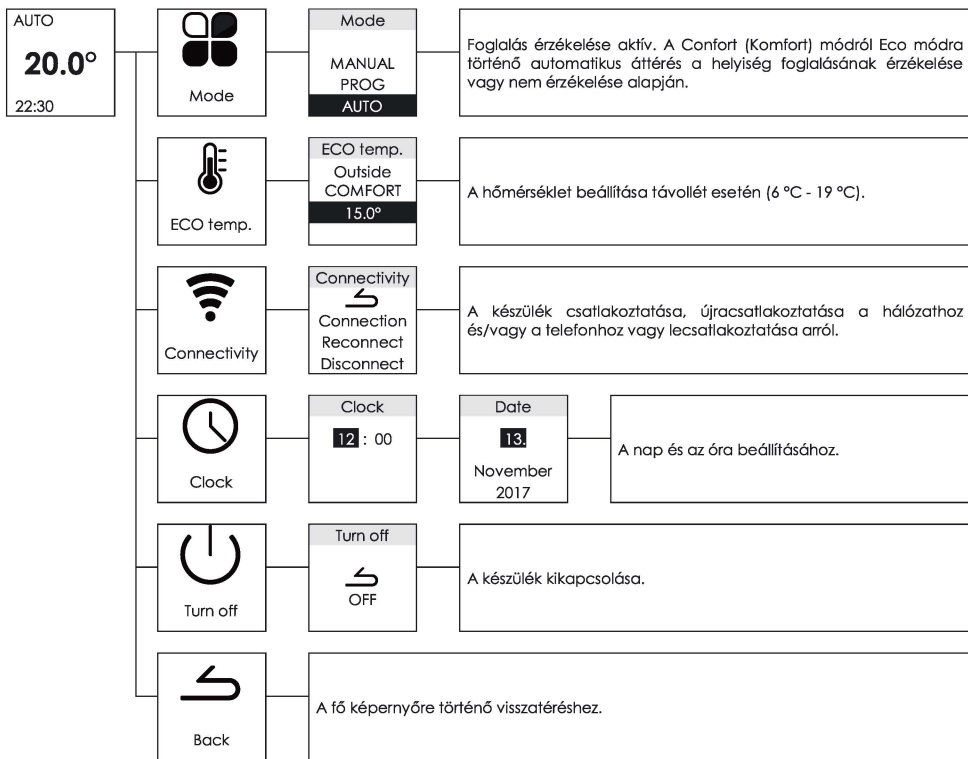 AUTO
20.0°
22:30
Mode
Mode
MANUAL
PROG
AUTO
Foglalás érzékelése aktív. A Confort (Komfort) módról Eco módra
történő automatikus áttérés a helyiség foglalásának érzékelése
vagy nem érzékelése alapján.
ECO temp.
ECO temp.
Outside
COMFORT
15.0°
A hőmérséklet beállítása távollét esetén (6 °C - 19 °C).
Connectivity
Connectivity
Connection
Reconnect
Disconnect
A készülék csatlakoztatása, újracsatlakoztatása a hálózathoz
és/vagy a telefonhoz vagy lecsatlakoztatása arról.
Clock
Clock
12 : 00
Date
13.
November
2017
A nap és az óra beállításához.
Turn off
Turn off
OFF
A készülék kikapcsolása.
Back
A fő képernyőre történő visszatéréshez.